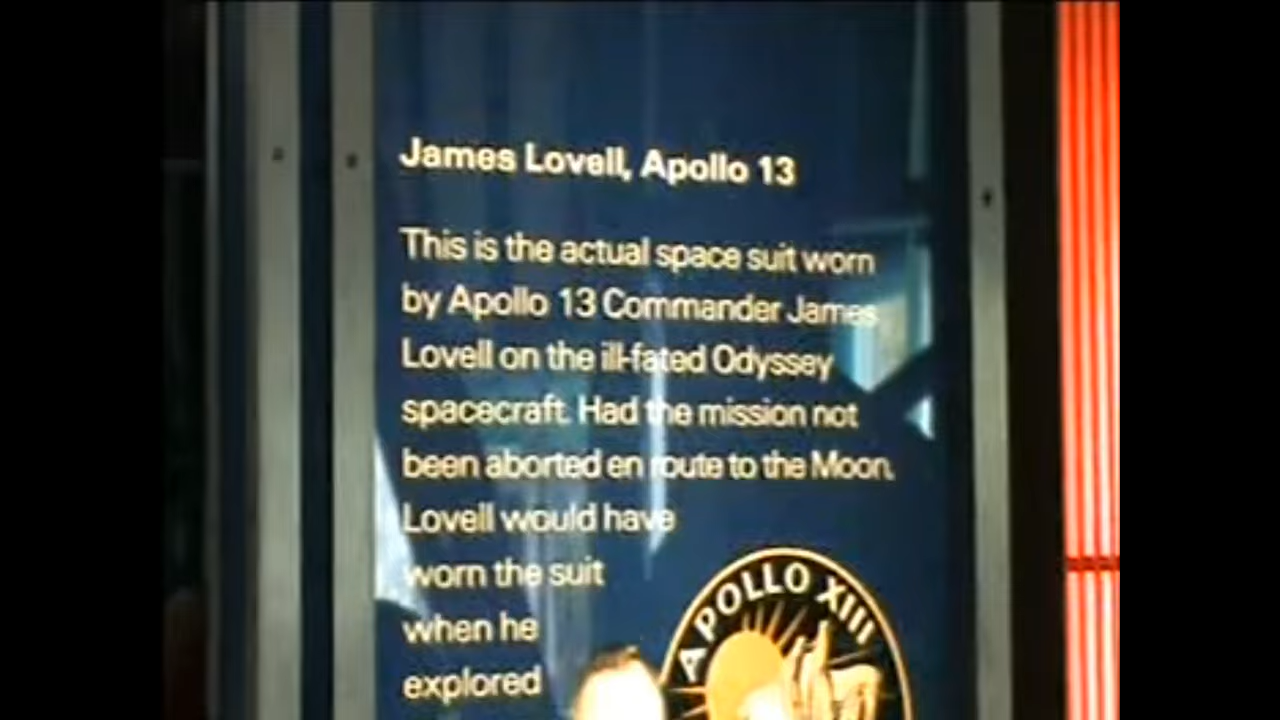 James Lovell, Apollo 13
This is the actual space suit worn
by Apollo 13 Commander James
Lovell on the ill-fated Odyssey
spacecraft. Had the mission not
been aborted en route to the Moon,
Lovell would have
worn the suit
when he
explored
APOLLO XIII